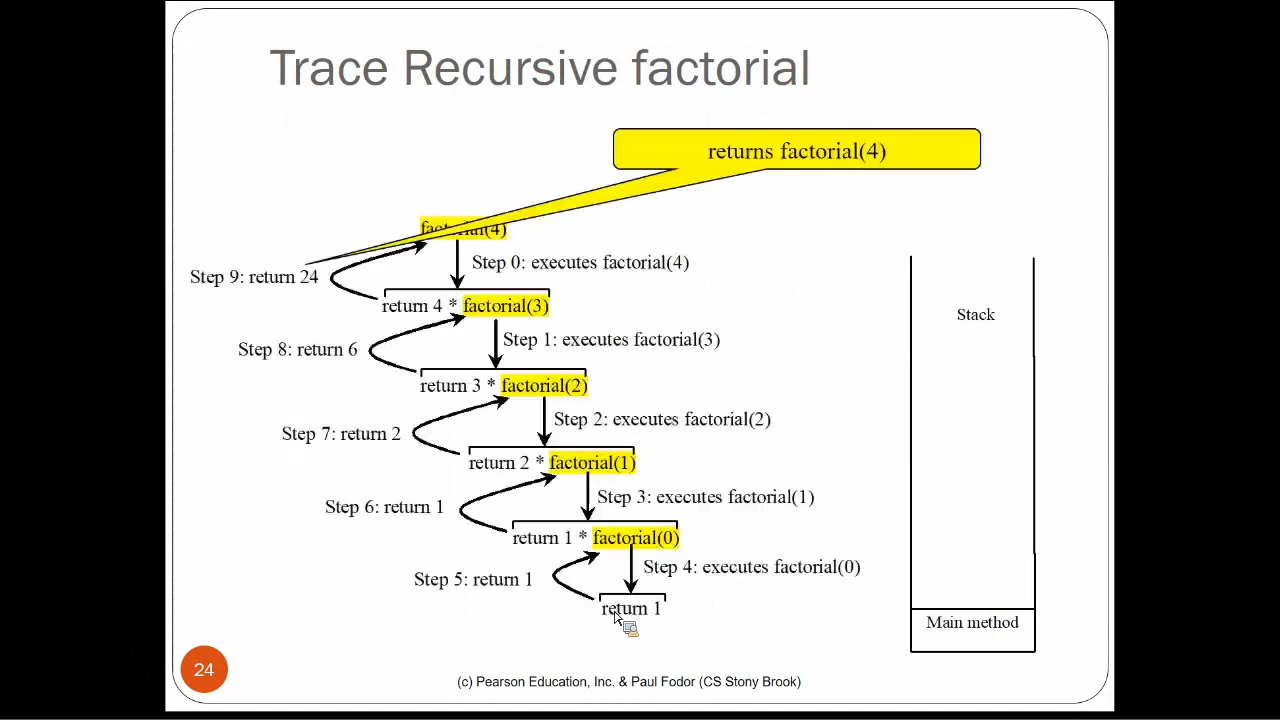 Trace Recursive factorial
returns factorial(4)
factorial(4)
Step 9: return 24
Step 0: executes factorial(4)
return 4 * factorial(3)
Step 8: return 6
Step 1: executes factorial(3)
return 3 * factorial(2)
Step 7: return 2
Step 2: executes factorial(2)
return 2 * factorial(1)
Step 6: return 1
Step 3: executes factorial(1)
return 1 * factorial(0)
Step 5: return 1
Step 4: executes factorial(0)
return 1
Stack
Main method
24
(c) Pearson Education, Inc. & Paul Fodor (CS Stony Brook)